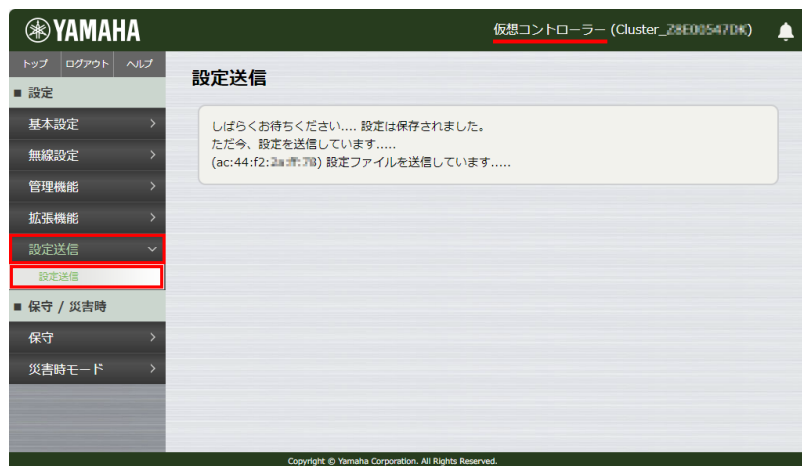 YAMAHA
仮想コントローラー (Cluster_
トップ ログアウト ヘルプ
■ 設定
基本設定
無線設定
管理機能
拡張機能
設定送信
設定送信
■ 保守 / 災害時
保守
災害時モード
設定送信
しばらくお待ちください.... 設定は保存されました。
ただ今、設定を送信しています.....
(ac:44:f2: ) 設定ファイルを送信しています.....
Copyright © Yamaha Corporation. All Rights Reserved.